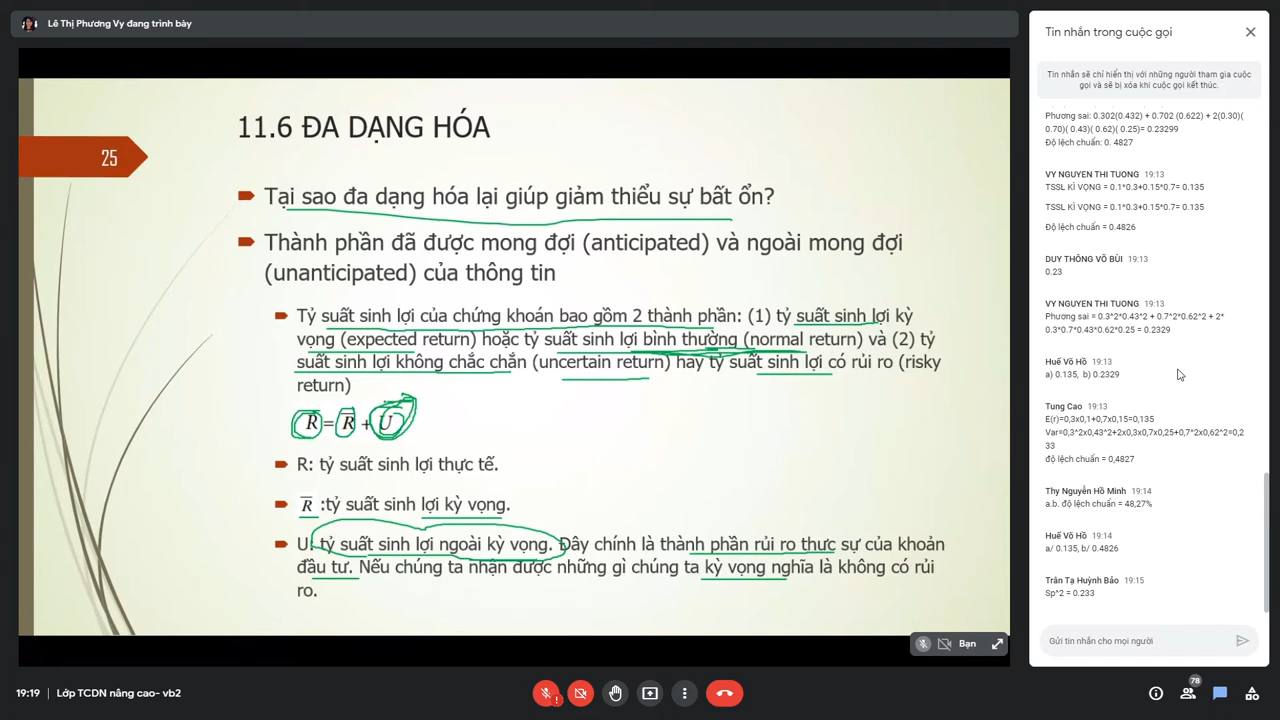 Lê Thị Phương Vy đang trình bày
25
11.6 ĐA DẠNG HÓA
Tại sao đa dạng hóa lại giúp giảm thiểu sự bất ổn?
Thành phần đã được mong đợi (anticipated) và ngoài mong đợi
(unanticipated) của thông tin
Tỷ suất sinh lợi của chứng khoán bao gồm 2 thành phần: (1) tỷ suất sinh lợi kỳ
vọng (expected return) hoặc tỷ suất sinh lợi bình thường (normal return) và (2) tỷ
suất sinh lợi không chắc chắn (uncertain return) hay tỷ suất sinh lợi có rủi ro (risky
return)
R = R̅ + U
R: tỷ suất sinh lợi thực tế.
R̅ :tỷ suất sinh lợi kỳ vọng.
U: tỷ suất sinh lợi ngoài kỳ vọng. Đây chính là thành phần rủi ro thực sự của khoản
đầu tư. Nếu chúng ta nhận được những gì chúng ta kỳ vọng nghĩa là không có rủi
ro.
Bạn
Tin nhắn trong cuộc gọi
Tin nhắn sẽ chỉ hiển thị với những người tham gia cuộc
gọi và sẽ bị xóa khi cuộc gọi kết thúc.
Phương sai: 0.302(0.432) + 0.702 (0.622) + 2(0.30)(
0.70)( 0.43)( 0.62)( 0.25)= 0.23299
Độ lệch chuẩn: 0. 4827
VY NGUYEN THI TUONG 19:13
TSSL KÌ VỌNG = 0.1*0.3+0.15*0.7= 0.135
TSSL KÌ VỌNG = 0.1*0.3+0.15*0.7= 0.135
Độ lệch chuẩn = 0.4826
DUY THÔNG VÕ BÙI 19:13
0.23
VY NGUYEN THI TUONG 19:13
Phương sai = 0.3^2*0.43^2 + 0.7^2*0.62^2 + 2*
0.3*0.7*0.43*0.62*0.25 = 0.2329
Huế Võ Hồ 19:13
a) 0.135, b) 0.2329
Tung Cao 19:13
E(r)=0,3x0,1+0,7x0,15=0,135
Var=0,3^2x0,43^2+2x0,3x0,7x0,25+0,7^2x0,62^2=0,2
33
độ lệch chuẩn = 0,4827
Thy Nguyễn Hồ Minh 19:14
a.b. độ lệch chuẩn = 48,27%
Huế Võ Hồ 19:14
a/ 0.135, b/ 0.4826
Trân Tạ Huỳnh Bảo 19:15
Sp^2 = 0.233
Gửi tin nhắn cho mọi người
19:19 Lớp TCDN nâng cao- vb2
78